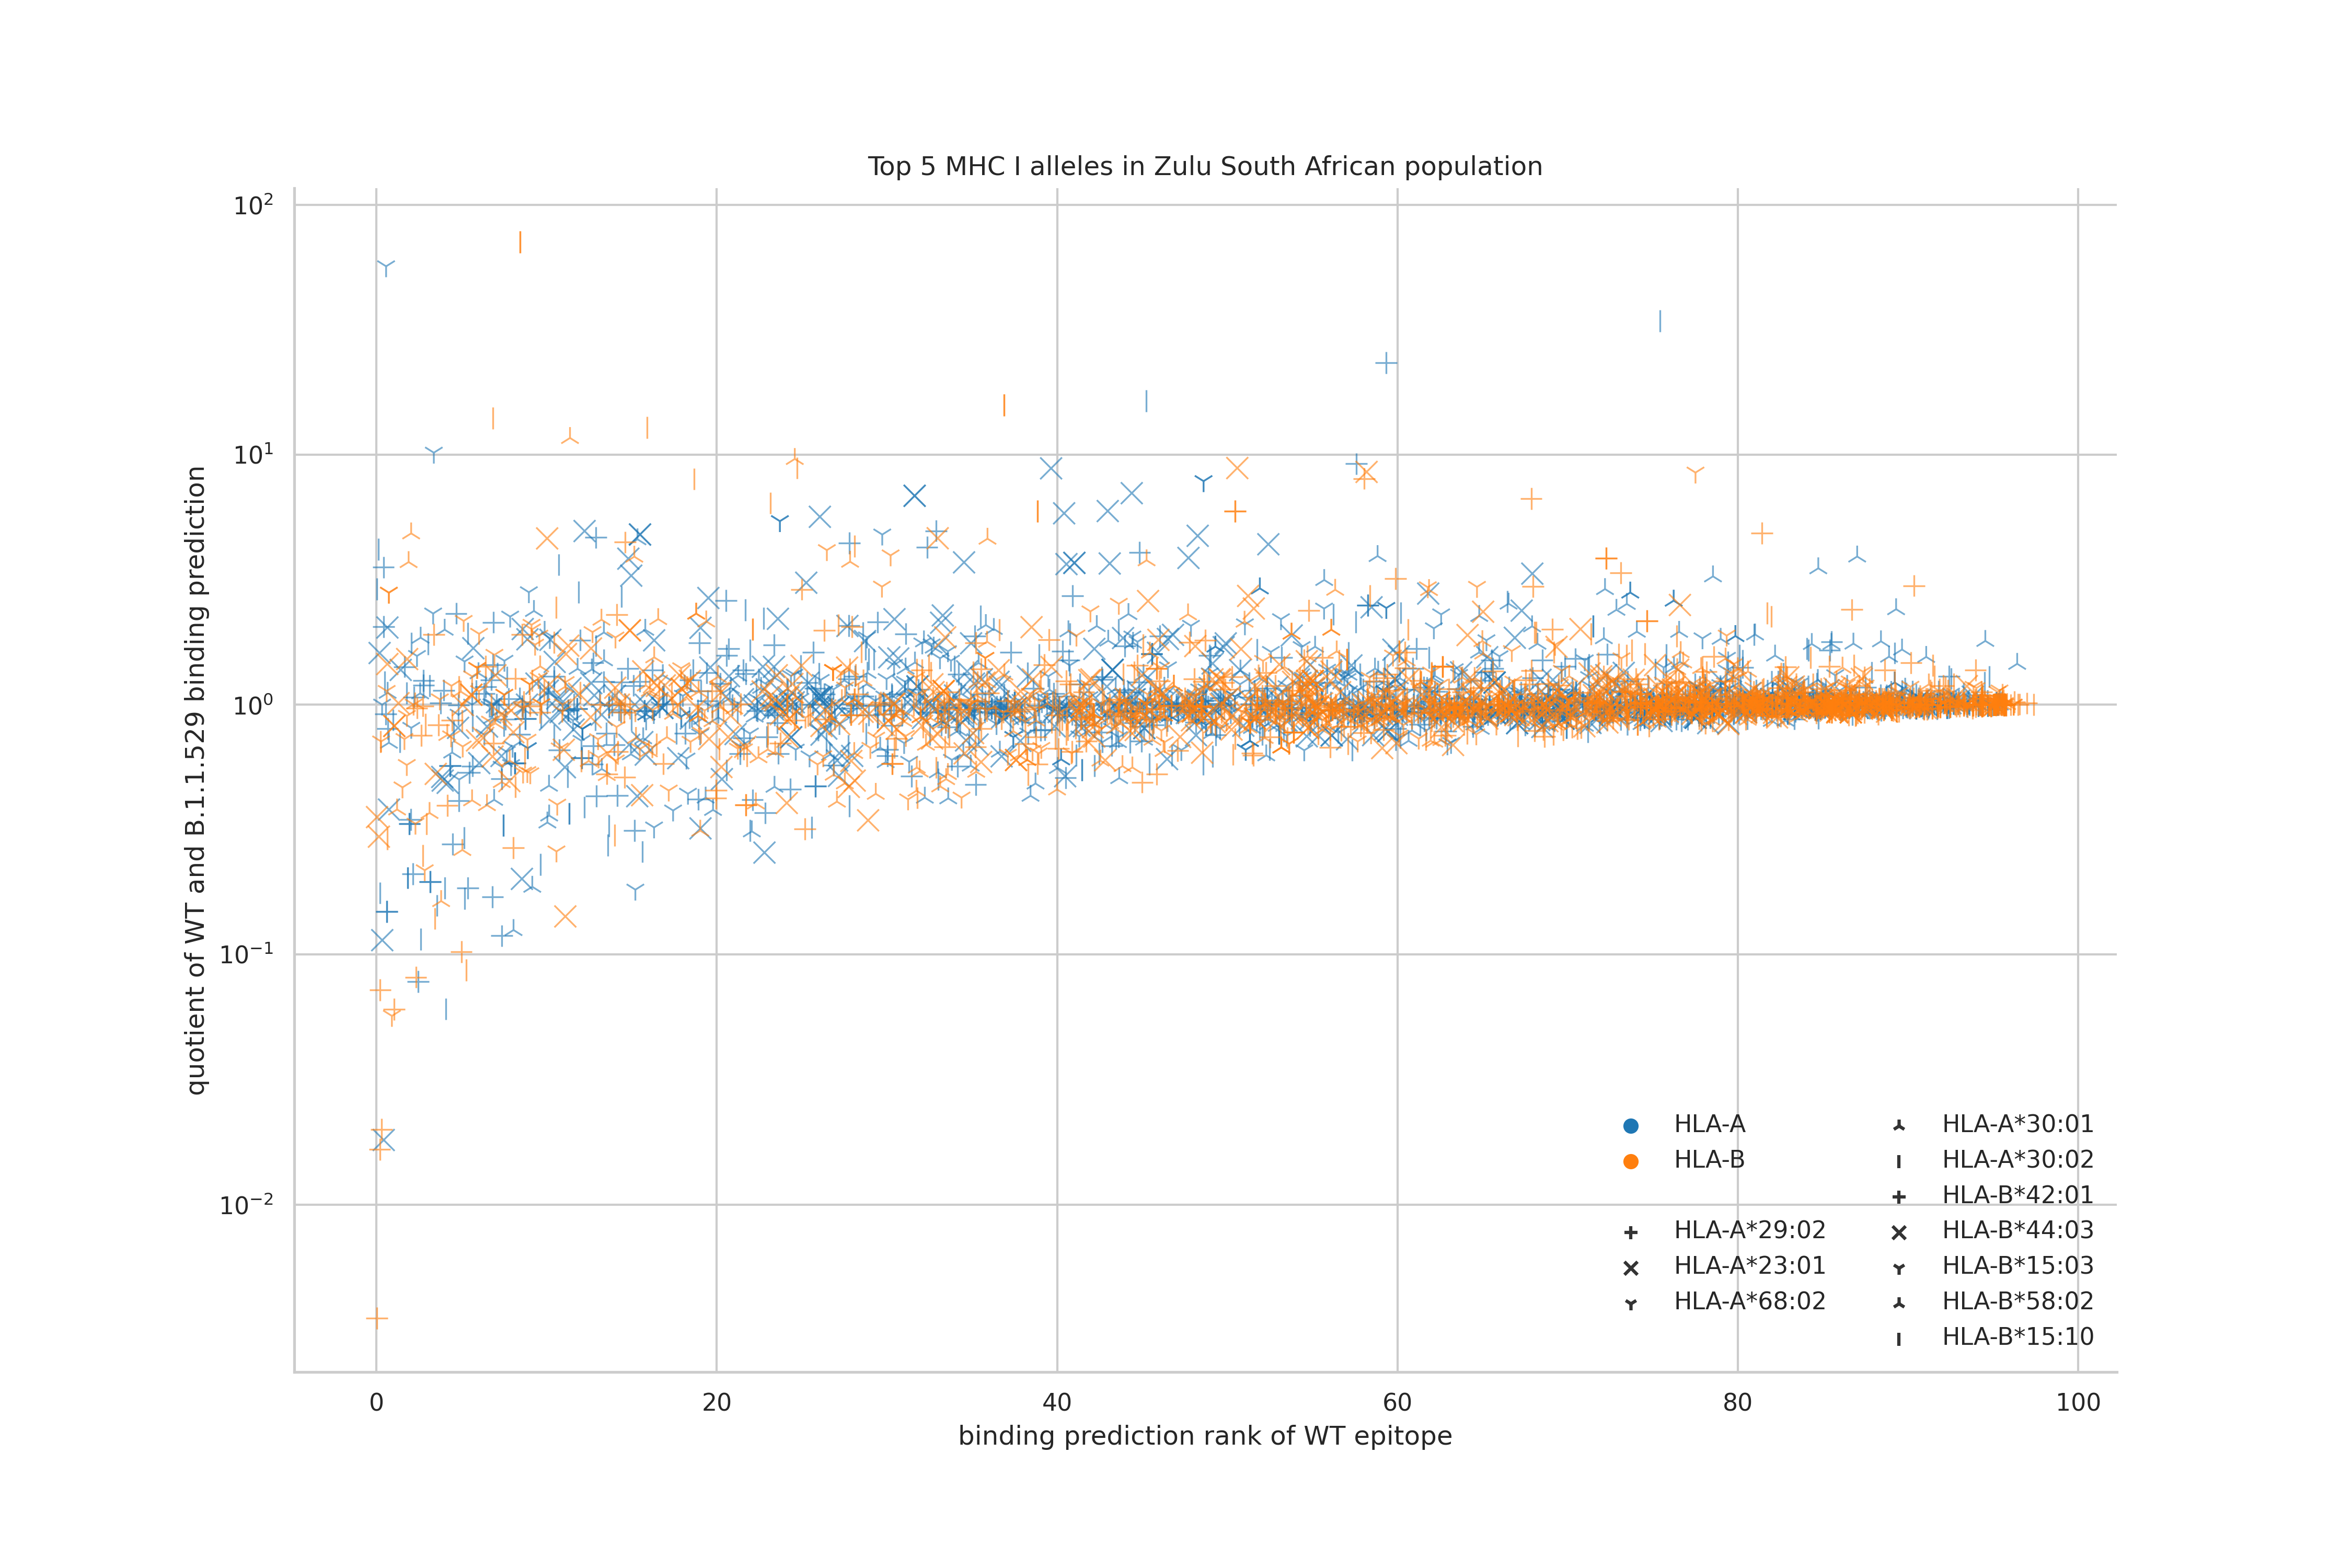 Top 5 MHC I alleles in Zulu South African population
quotient of WT and B.1.1.529 binding prediction
10²
10¹
10⁰
10⁻¹
10⁻²
0 20 40 60 80 100
binding prediction rank of WT epitope
HLA-A
HLA-B
HLA-A*29:02
HLA-A*23:01
HLA-A*68:02
HLA-A*30:01
HLA-A*30:02
HLA-B*42:01
HLA-B*44:03
HLA-B*15:03
HLA-B*58:02
HLA-B*15:10